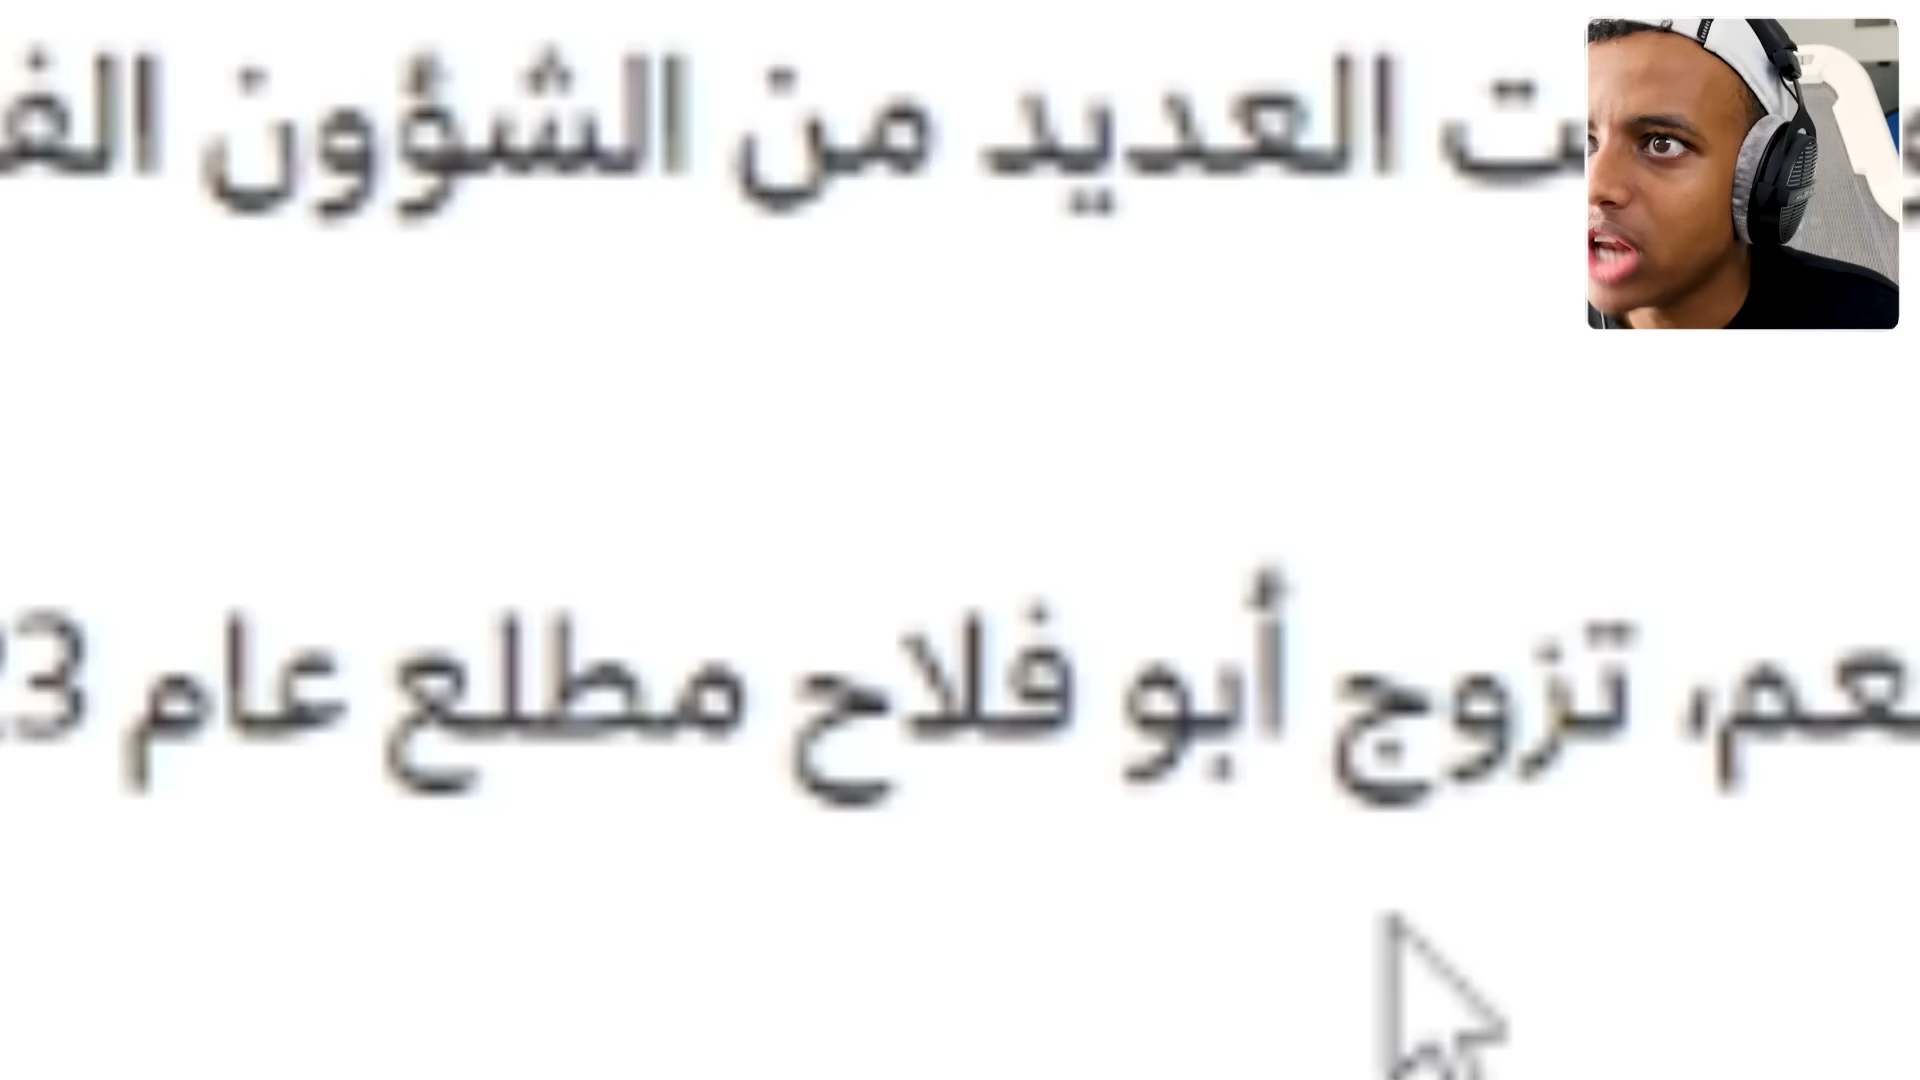 العديد من الشؤون
تزوج أبو فلاح مطلع عام